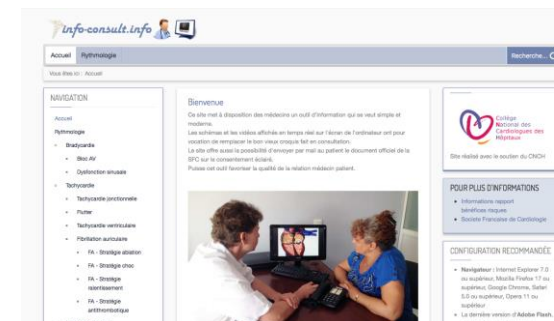 info-consult.info
Accueil Rythmologie Recherche...
Vous êtes ici : Accueil
NAVIGATION
Accueil
Rythmologie
Bradycardie
Bloc AV
Dysfonction sinusale
Tachycardie
Tachycardie jonctionnelle
Flutter
Tachycardie ventriculaire
Fibrillation auriculaire
FA - Stratégie ablation
FA - Stratégie choc
FA - Stratégie
ralentissement
FA - Stratégie
antithrombotique
Bienvenue
Ce site met à disposition des médecins un outil d'information qui se veut simple et
moderne.
Les schémas et les vidéos affichés en temps réel sur l'écran de l'ordinateur ont pour
vocation de remplacer le bon vieux croquis fait en consultation.
Le site offre aussi la possibilité d'envoyer par mail au patient le document officiel de la
SFC sur le consentement éclairé.
Puisse cet outil favoriser la qualité de la relation médecin patient.
Collège
National des
Cardiologues des
Hôpitaux
Site réalisé avec le soutien du CNCH
POUR PLUS D'INFORMATIONS
Informations rapport
bénéfices risques
Societe Francaise de Cardiologie
CONFIGURATION RECOMMANDÉE
Navigateur : Internet Explorer 7.0
ou supérieur, Mozilla Firefox 17 ou
supérieur, Google Chrome, Safari
5.0 ou supérieur, Opera 11 ou
supérieur
La dernière version d'Adobe Flash.